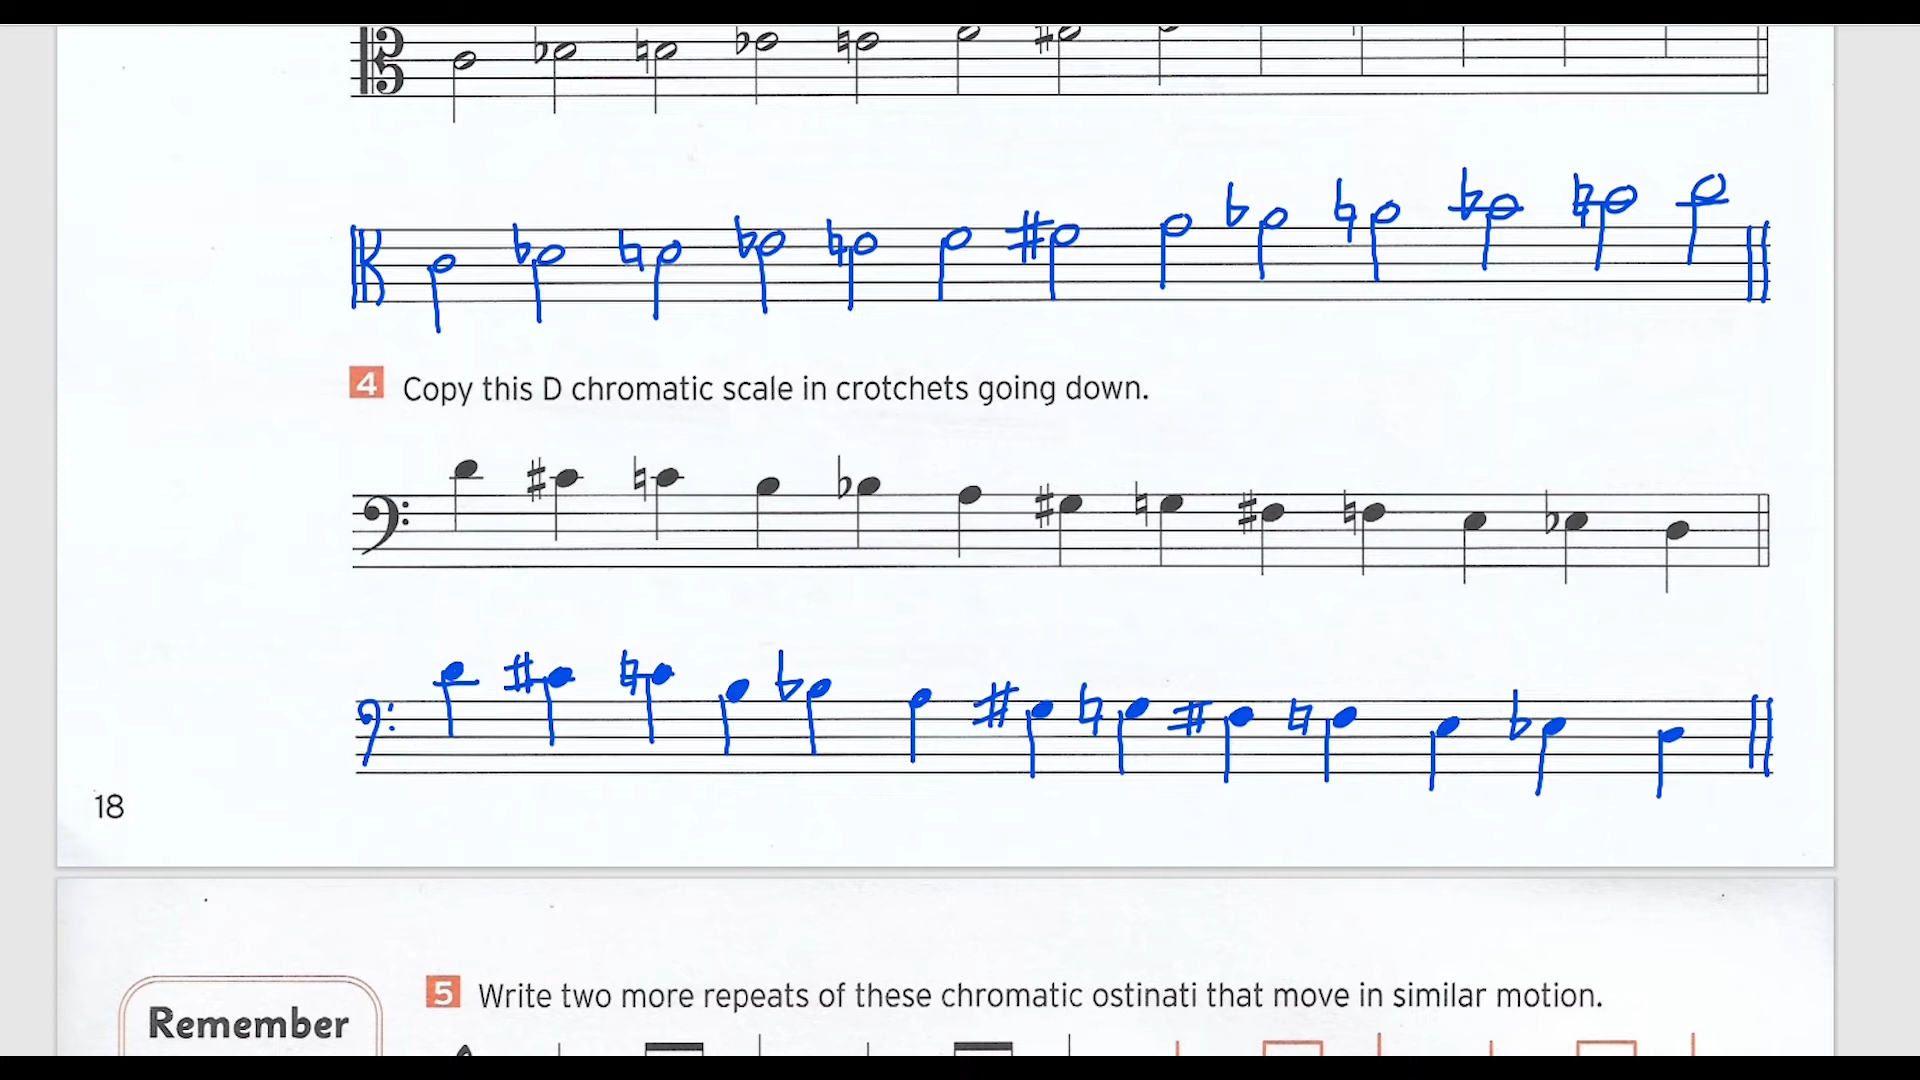 4 Copy this D chromatic scale in crotchets going down.
18
5 Write two more repeats of these chromatic ostinati that move in similar motion.
Remember